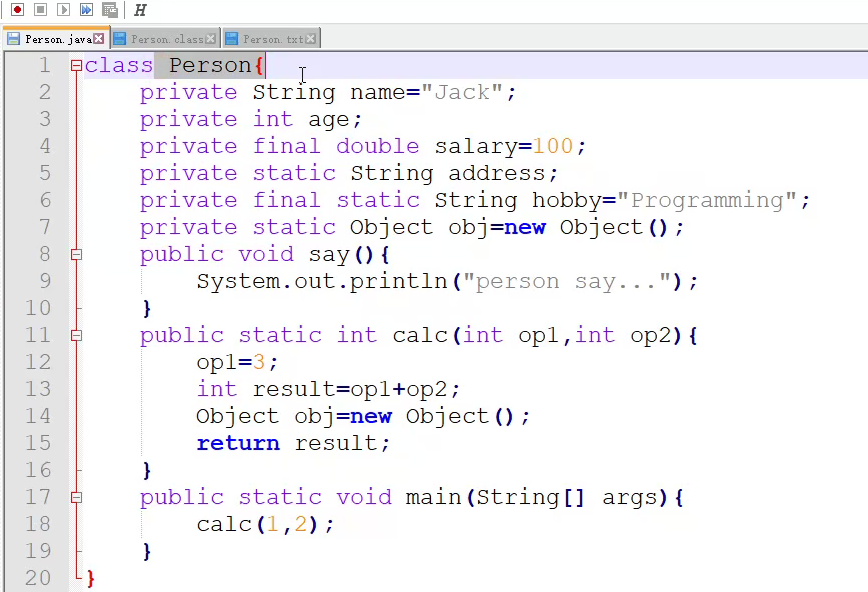 H
Person.java Person.class Person.txt
1 class Person{
2     private String name="Jack";
3     private int age;
4     private final double salary=100;
5     private static String address;
6     private final static String hobby="Programming";
7     private static Object obj=new Object();
8     public void say(){
9         System.out.println("person say...");
10     }
11     public static int calc(int op1,int op2){
12         op1=3;
13         int result=op1+op2;
14         Object obj=new Object();
15         return result;
16     }
17     public static void main(String[] args){
18         calc(1,2);
19     }
20 }